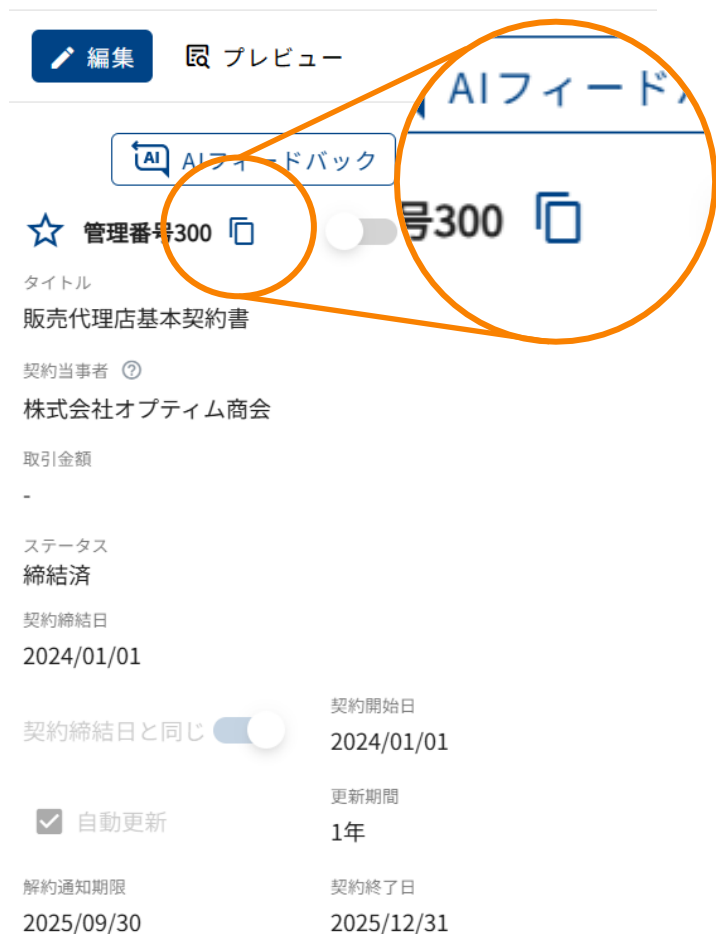 編集
プレビュー
AIフィード
AI AIフィードバック
管理番号300
号300
タイトル
販売代理店基本契約書
契約当事者 ?
株式会社オプティム商会
取引金額
-
ステータス
締結済
契約締結日
2024/01/01
契約締結日と同じ
契約開始日
2024/01/01
自動更新
更新期間
1年
解約通知期限
2025/09/30
契約終了日
2025/12/31